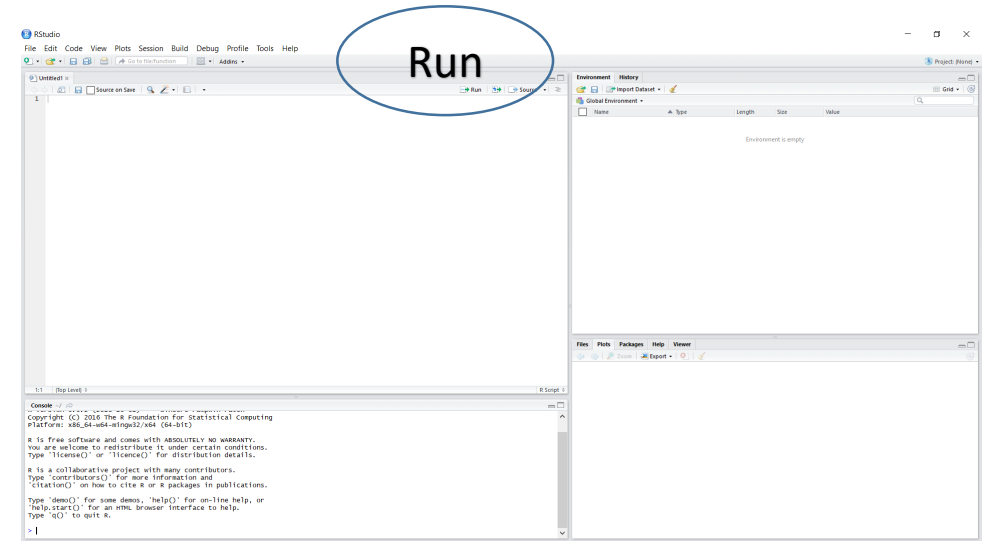 RStudio
File Edit Code View Plots Session Build Debug Profile Tools Help
Run
Go to file/function Addins
Project: (None)
Untitled1
Source on Save Run Source
1
1:1 (Top Level) R Script
Console ~/
Copyright (C) 2016 The R Foundation for Statistical Computing
Platform: x86_64-w64-mingw32/x64 (64-bit)
R is free software and comes with ABSOLUTELY NO WARRANTY.
You are welcome to redistribute it under certain conditions.
Type 'license()' or 'licence()' for distribution details.
R is a collaborative project with many contributors.
Type 'contributors()' for more information and
'citation()' on how to cite R or R packages in publications.
Type 'demo()' for some demos, 'help()' for on-line help, or
'help.start()' for an HTML browser interface to help.
Type 'q()' to quit R.
>
Environment History
Import Dataset Grid
Global Environment
Name Type Length Size Value
Environment is empty
Files Plots Packages Help Viewer
Zoom Export